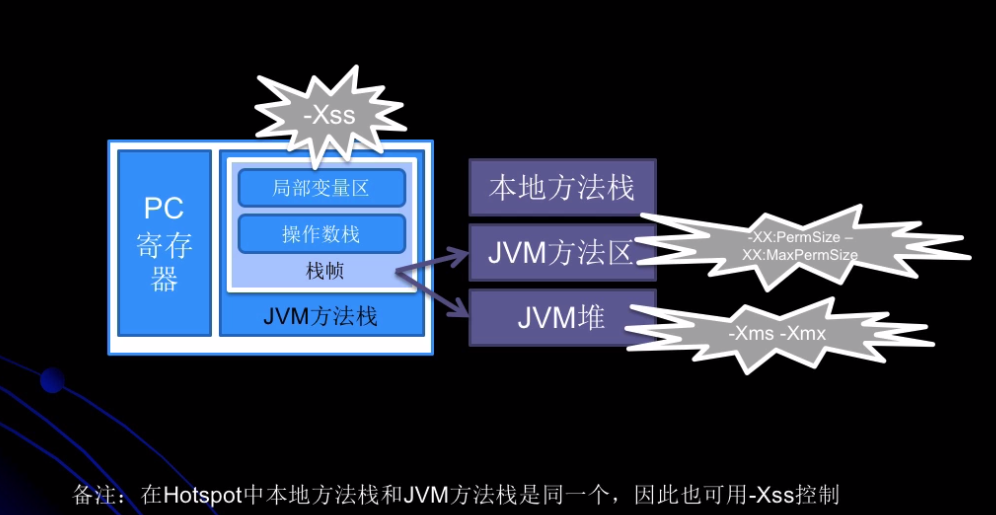 -Xss
PC
寄存
器
局部变量区
操作数栈
栈帧
JVM方法栈
本地方法栈
JVM方法区
JVM堆
-XX:PermSize –
XX:MaxPermSize
-Xms -Xmx
备注：在Hotspot中本地方法栈和JVM方法栈是同一个，因此也可用-Xss控制